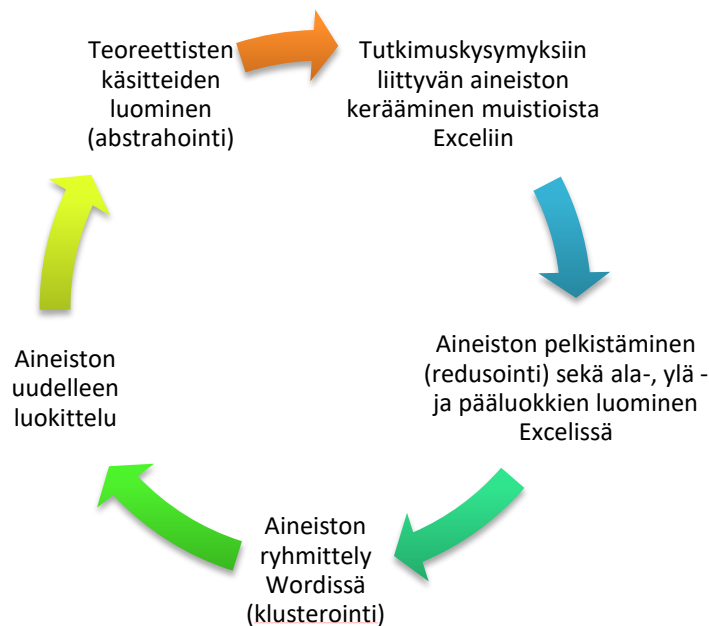 Teoreettisten
käsitteiden
luominen
(abstrahointi)
Tutkimuskysymyksiin
liittyvän aineiston
kerääminen muistioista
Exceliin
Aineiston pelkistäminen
(redusointi) sekä ala-, ylä -
ja pääluokkien luominen
Excelissä
Aineiston
ryhmittely
Wordissä
(klusterointi)
Aineiston
uudelleen
luokittelu